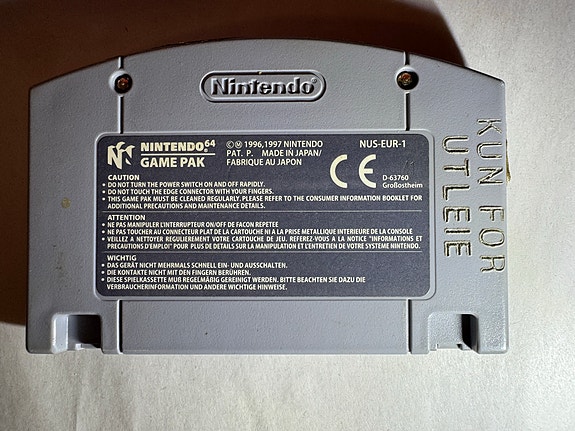 Nintendo
NINTENDO 64
GAME PAK
©Ⓜ 1996,1997 NINTENDO
PAT. P. MADE IN JAPAN/
FABRIQUE AU JAPON
NUS-EUR-1
CE
D-63760
Großostheim
CAUTION
• DO NOT TURN THE POWER SWITCH ON AND OFF RAPIDLY.
• DO NOT TOUCH THE EDGE CONNECTOR WITH YOUR FINGERS.
• THIS GAME PAK MUST BE CLEANED REGULARLY. PLEASE REFER TO THE CONSUMER INFORMATION BOOKLET FOR
ADDITIONAL PRECAUTIONS AND MAINTENANCE DETAILS.
ATTENTION
• NE PAS MANIPULER L'INTERRUPTEUR ON/OFF DE FACON REPETEE
• NE PAS TOUCHER AU CONNECTEUR PLAT DE LA CARTOUCHE NI A LA PRISE METALLIQUE INTERIEURE DE LA CONSOLE
• VEILLEZ A NETTOYER REGULIEREMENT VOTRE CARTOUCHE DE JEU. REFEREZ-VOUS A LA NOTICE "INFORMATIONS ET
PRECAUTIONS D'EMPLOI" POUR PLUS DE DETAILS SUR LA MANIPULATION ET L'ENTRETIEN DE VOTRE SYSTEME NINTENDO.
WICHTIG
• DAS GERÄT NICHT MEHRMALS SCHNELL EIN- UND AUSSCHALTEN.
• DIE KONTAKTE NICHT MIT DEN FINGERN BERÜHREN.
• DIESE SPIELKASSETTE MUß REGELMÄßIG GEREINIGT WERDEN. BITTE BEACHTEN SIE DAZU DIE
VERBRAUCHERINFORMATION UND ANDERE WICHTIGE HINWEISE.
KUN FOR
UTLEIE